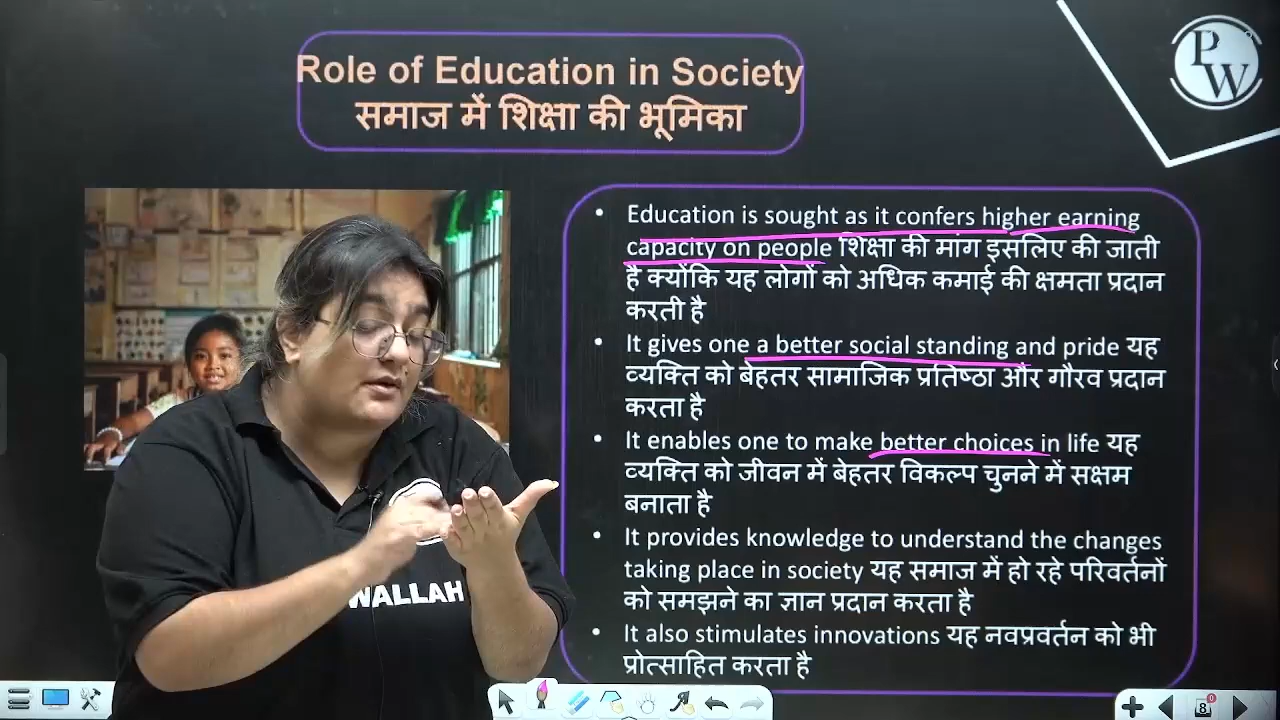 Role of Education in Society
समाज में शिक्षा की भूमिका
PW
• Education is sought as it confers higher earning
capacity on people शिक्षा की मांग इसलिए की जाती
है क्योंकि यह लोगों को अधिक कमाई की क्षमता प्रदान
करती है
• It gives one a better social standing and pride यह
व्यक्ति को बेहतर सामाजिक प्रतिष्ठा और गौरव प्रदान
करता है
• It enables one to make better choices in life यह
व्यक्ति को जीवन में बेहतर विकल्प चुनने में सक्षम
बनाता है
• It provides knowledge to understand the changes
taking place in society यह समाज में हो रहे परिवर्तनों
को समझने का ज्ञान प्रदान करता है
• It also stimulates innovations यह नवप्रवर्तन को भी
प्रोत्साहित करता है
WALLAH
8